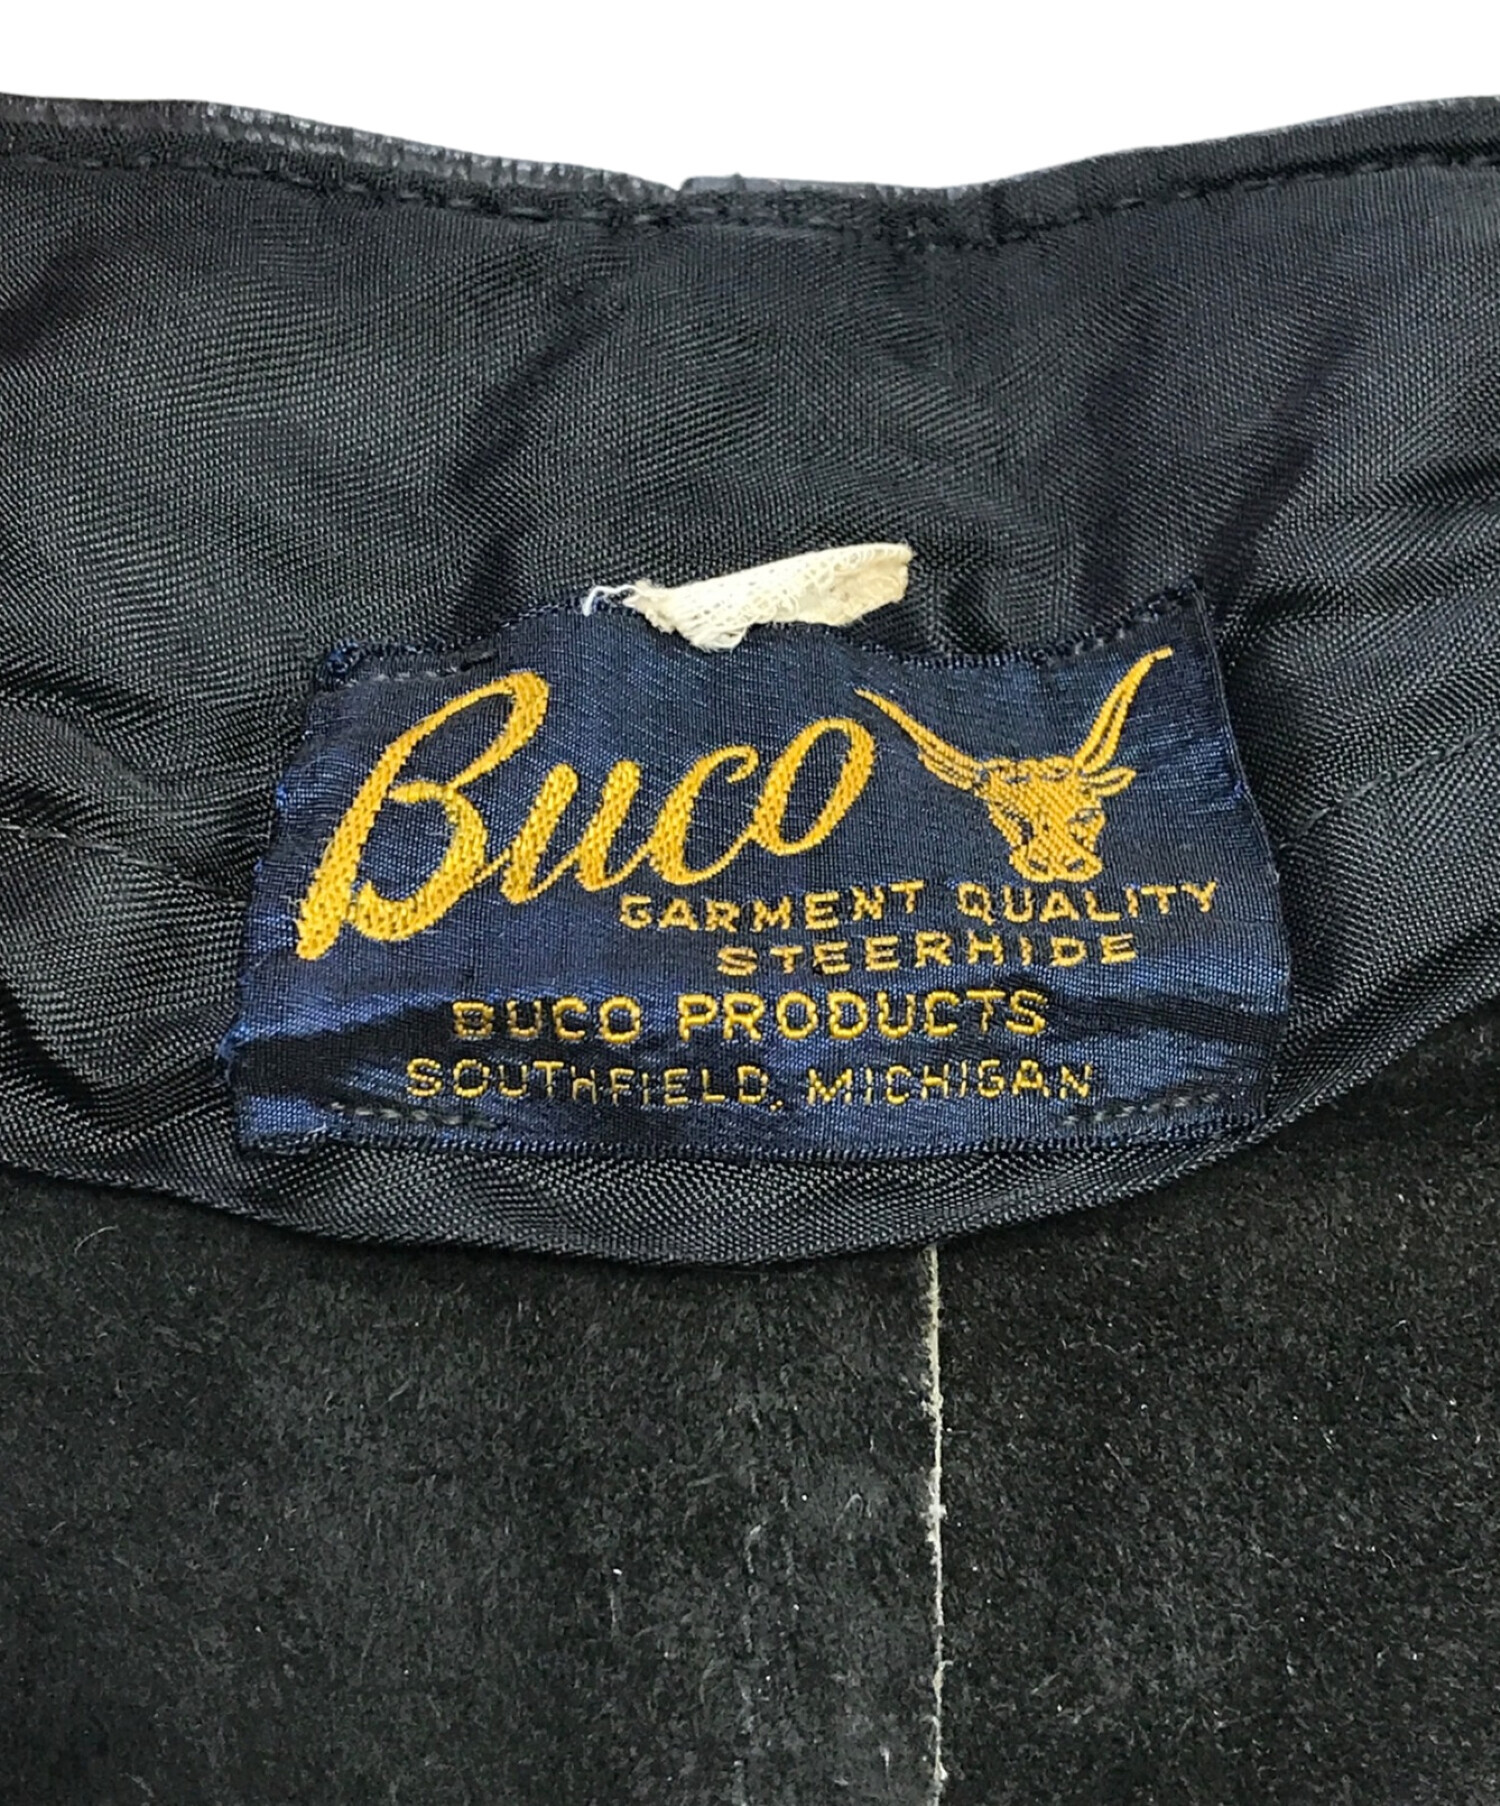 Buco
GARMENT QUALITY
STEERHIDE
BUCO PRODUCTS
SOUTHFIELD, MICHIGAN